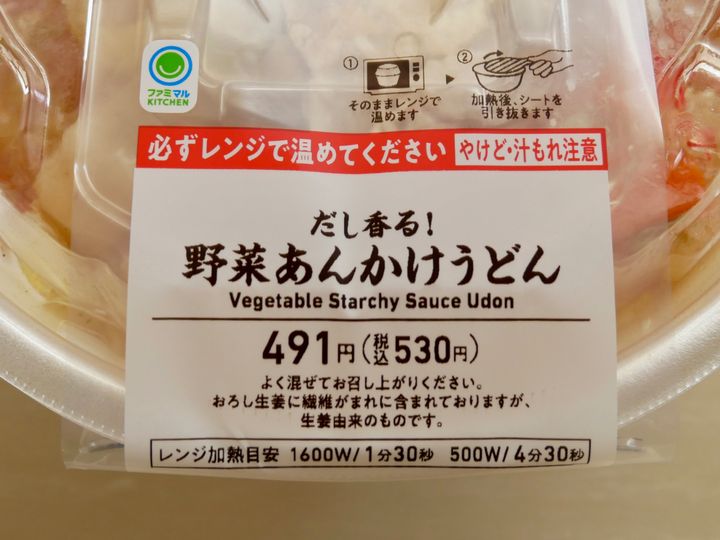 ファミマル
KITCHEN
① そのままレンジで
温めます
② 加熱後、シートを
引き抜きます
必ずレンジで温めてください やけど・汁もれ注意
だし香る！
野菜あんかけうどん
Vegetable Starchy Sauce Udon
491円(税込530円)
よく混ぜてお召し上がりください。
おろし生姜に繊維がまれに含まれておりますが、
生姜由来のものです。
レンジ加熱目安 1600W/1分30秒 500W/4分30秒